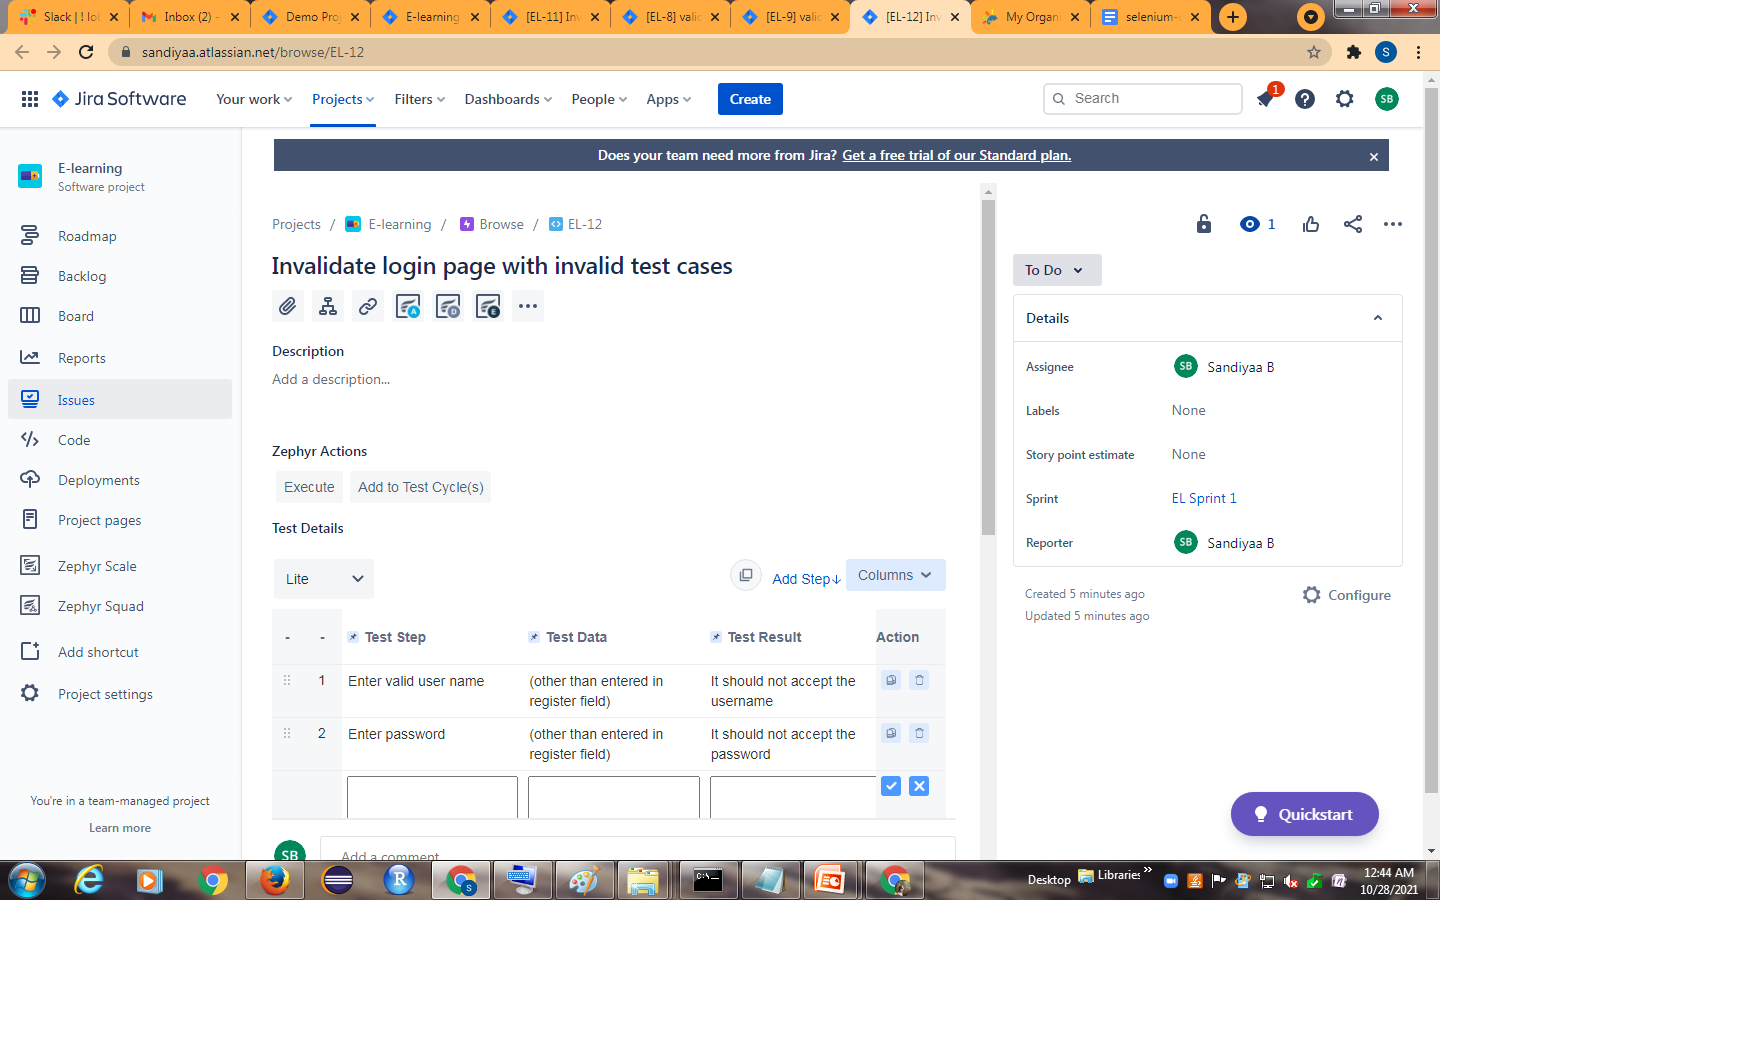 Slack | ! lo
Inbox (2) -
Demo Pro
E-learning
[EL-11] Inv
[EL-8] valid
[EL-9] valid
[EL-12] Inv
My Organi
selenium-
sandiyaa.atlassian.net/browse/EL-12
S
Jira Software
Your work
Projects
Filters
Dashboards
People
Apps
Create
Search
1
SB
Does your team need more from Jira? Get a free trial of our Standard plan.
E-learning
Software project
Roadmap
Backlog
Board
Reports
Issues
Code
Deployments
Project pages
Zephyr Scale
Zephyr Squad
Add shortcut
Project settings
You're in a team-managed project
Learn more
Projects / E-learning / Browse / EL-12
1
Invalidate login page with invalid test cases
A
D
E
Description
Add a description...
Zephyr Actions
Execute
Add to Test Cycle(s)
Test Details
Lite
Add Step↓
Columns
- - Test Step Test Data Test Result Action
1 Enter valid user name (other than entered in register field) It should not accept the username
2 Enter password (other than entered in register field) It should not accept the password
SB
Add a comment...
To Do
Details
Assignee
SB Sandiyaa B
Labels
None
Story point estimate
None
Sprint
EL Sprint 1
Reporter
SB Sandiyaa B
Created 5 minutes ago
Updated 5 minutes ago
Configure
Quickstart
Desktop
Libraries
12:44 AM
10/28/2021